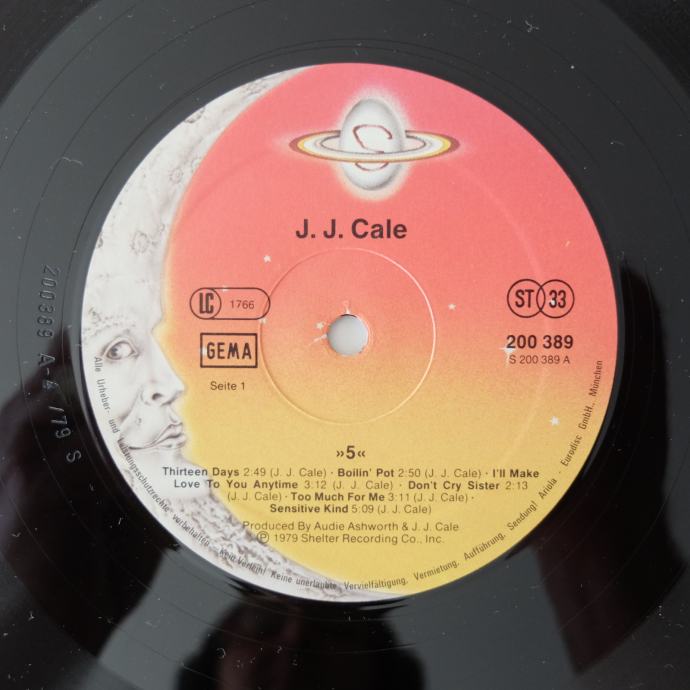 J. J. Cale
LC 1766
ST 33
GEMA
200 389
S 200 389 A
Seite 1
»5«
Thirteen Days 2:49 (J. J. Cale) · Boilin' Pot 2:50 (J. J. Cale) · I'll Make
Love To You Anytime 3:12 (J. J. Cale) · Don't Cry Sister 2:13
(J. J. Cale) · Too Much For Me 3:11 (J. J. Cale) ·
Sensitive Kind 5:09 (J. J. Cale)
Produced By Audie Ashworth & J. J. Cale
Ⓒ Ⓟ 1979 Shelter Recording Co., Inc.
Alle Urheber- und Leistungsschutzrechte vorbehalten · Kein Verleih! Keine unerlaubte Vervielfältigung, Vermietung, Aufführung, Sendung! Ariola - Eurodisc GmbH., München
200389 A-4 /79 S